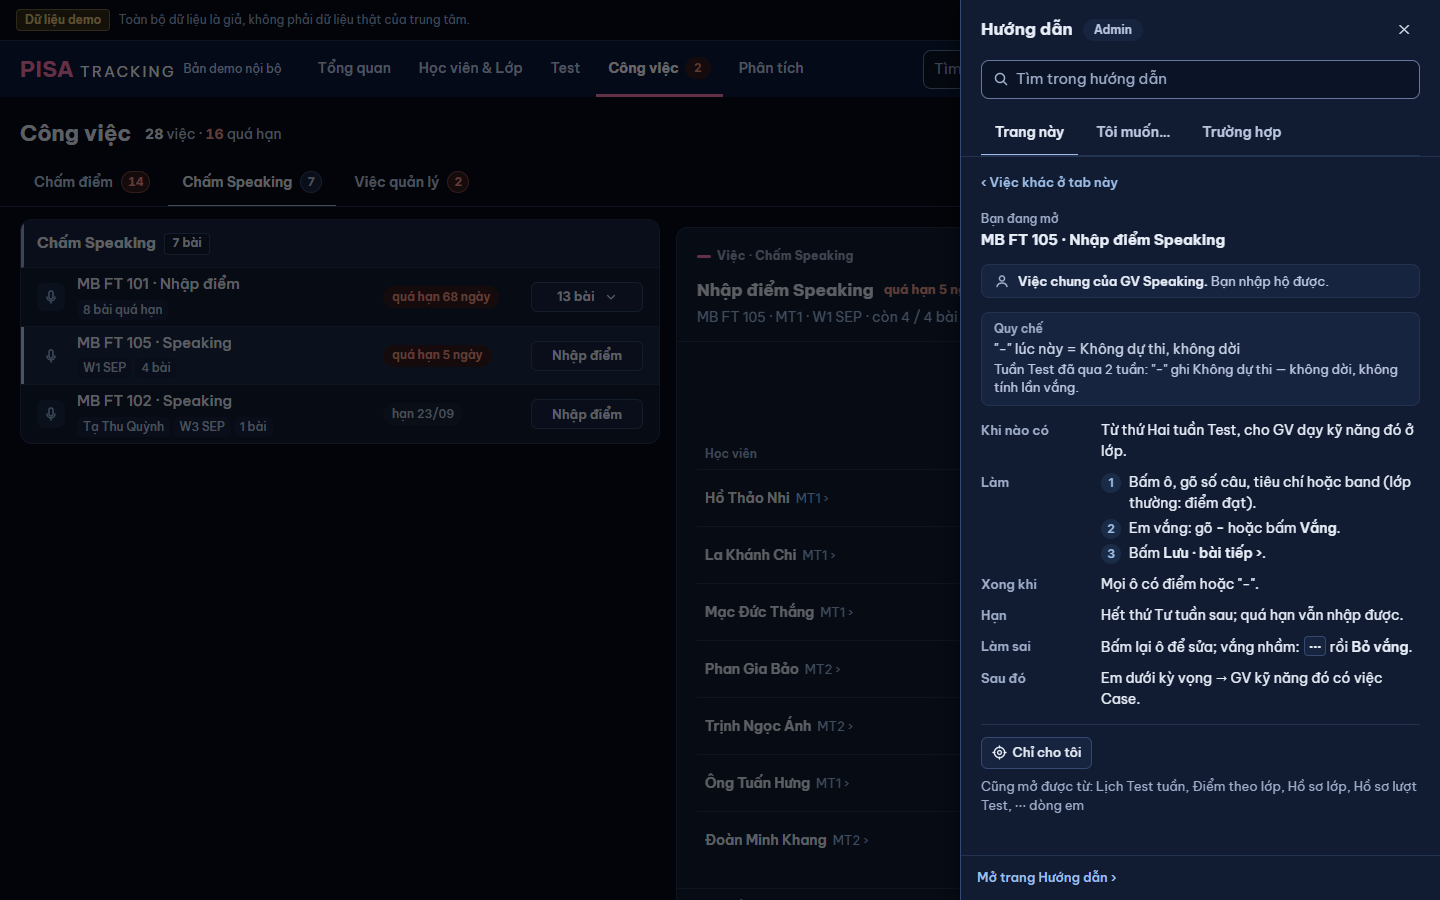 Dữ liệu demo Toàn bộ dữ liệu là giả, không phải dữ liệu thật của trung tâm.
PISA TRACKING Bản demo nội bộ Tổng quan Học viên & Lớp Test Công việc 2 Phân tích Tìm
Công việc 28 việc · 16 quá hạn
Chấm điểm 14 Chấm Speaking 7 Việc quản lý 2
Chấm Speaking 7 bài
MB FT 101 · Nhập điểm
8 bài quá hạn
quá hạn 68 ngày
13 bài
MB FT 105 · Speaking
W1 SEP 4 bài
quá hạn 5 ngày
Nhập điểm
MB FT 102 · Speaking
Tạ Thu Quỳnh W3 SEP 1 bài
hạn 23/09
Nhập điểm
Việc · Chấm Speaking
Nhập điểm Speaking quá hạn 5
MB FT 105 · MT1 · W1 SEP · còn 4 / 4 bài
Học viên
Hồ Thảo Nhi MT1 ›
La Khánh Chi MT1 ›
Mạc Đức Thắng MT1 ›
Phan Gia Bảo MT2 ›
Trịnh Ngọc Ánh MT2 ›
Ông Tuấn Hưng MT1 ›
Đoàn Minh Khang MT2 ›
Hướng dẫn Admin
Tìm trong hướng dẫn
Trang này Tôi muốn... Trường hợp
‹ Việc khác ở tab này
Bạn đang mở
MB FT 105 · Nhập điểm Speaking
Việc chung của GV Speaking. Bạn nhập hộ được.
Quy chế
"-" lúc này = Không dự thi, không dời
Tuần Test đã qua 2 tuần: "-" ghi Không dự thi — không dời, không
tính lần vắng.
Khi nào có Từ thứ Hai tuần Test, cho GV dạy kỹ năng đó ở
lớp.
Làm 1 Bấm ô, gõ số câu, tiêu chí hoặc band (lớp
thường: điểm đạt).
2 Em vắng: gõ - hoặc bấm Vắng.
3 Bấm Lưu · bài tiếp ›.
Xong khi Mọi ô có điểm hoặc "-".
Hạn Hết thứ Tư tuần sau; quá hạn vẫn nhập được.
Làm sai Bấm lại ô để sửa; vắng nhầm: ··· rồi Bỏ vắng.
Sau đó Em dưới kỳ vọng → GV kỹ năng đó có việc
Case.
Chỉ cho tôi
Cũng mở được từ: Lịch Test tuần, Điểm theo lớp, Hồ sơ lớp, Hồ sơ lượt
Test, ··· dòng em
Mở trang Hướng dẫn ›